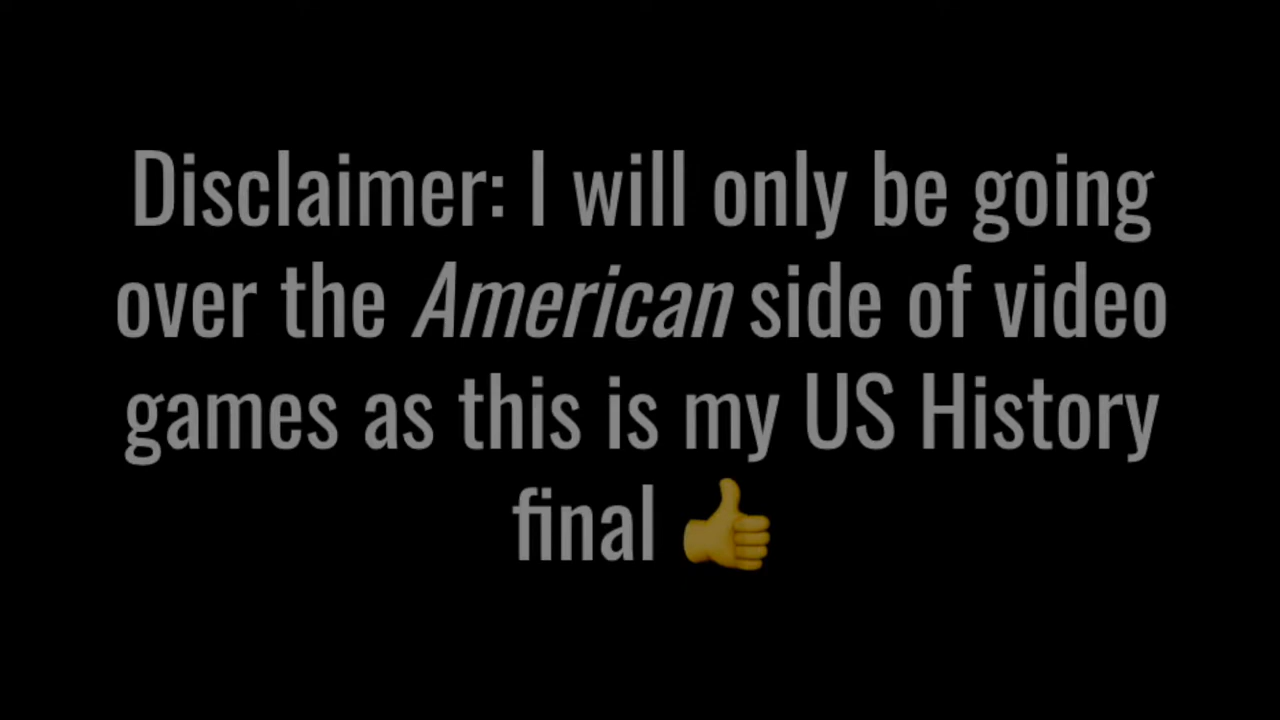 Disclaimer: I will only be going
over the American side of video
games as this is my US History
final 👍